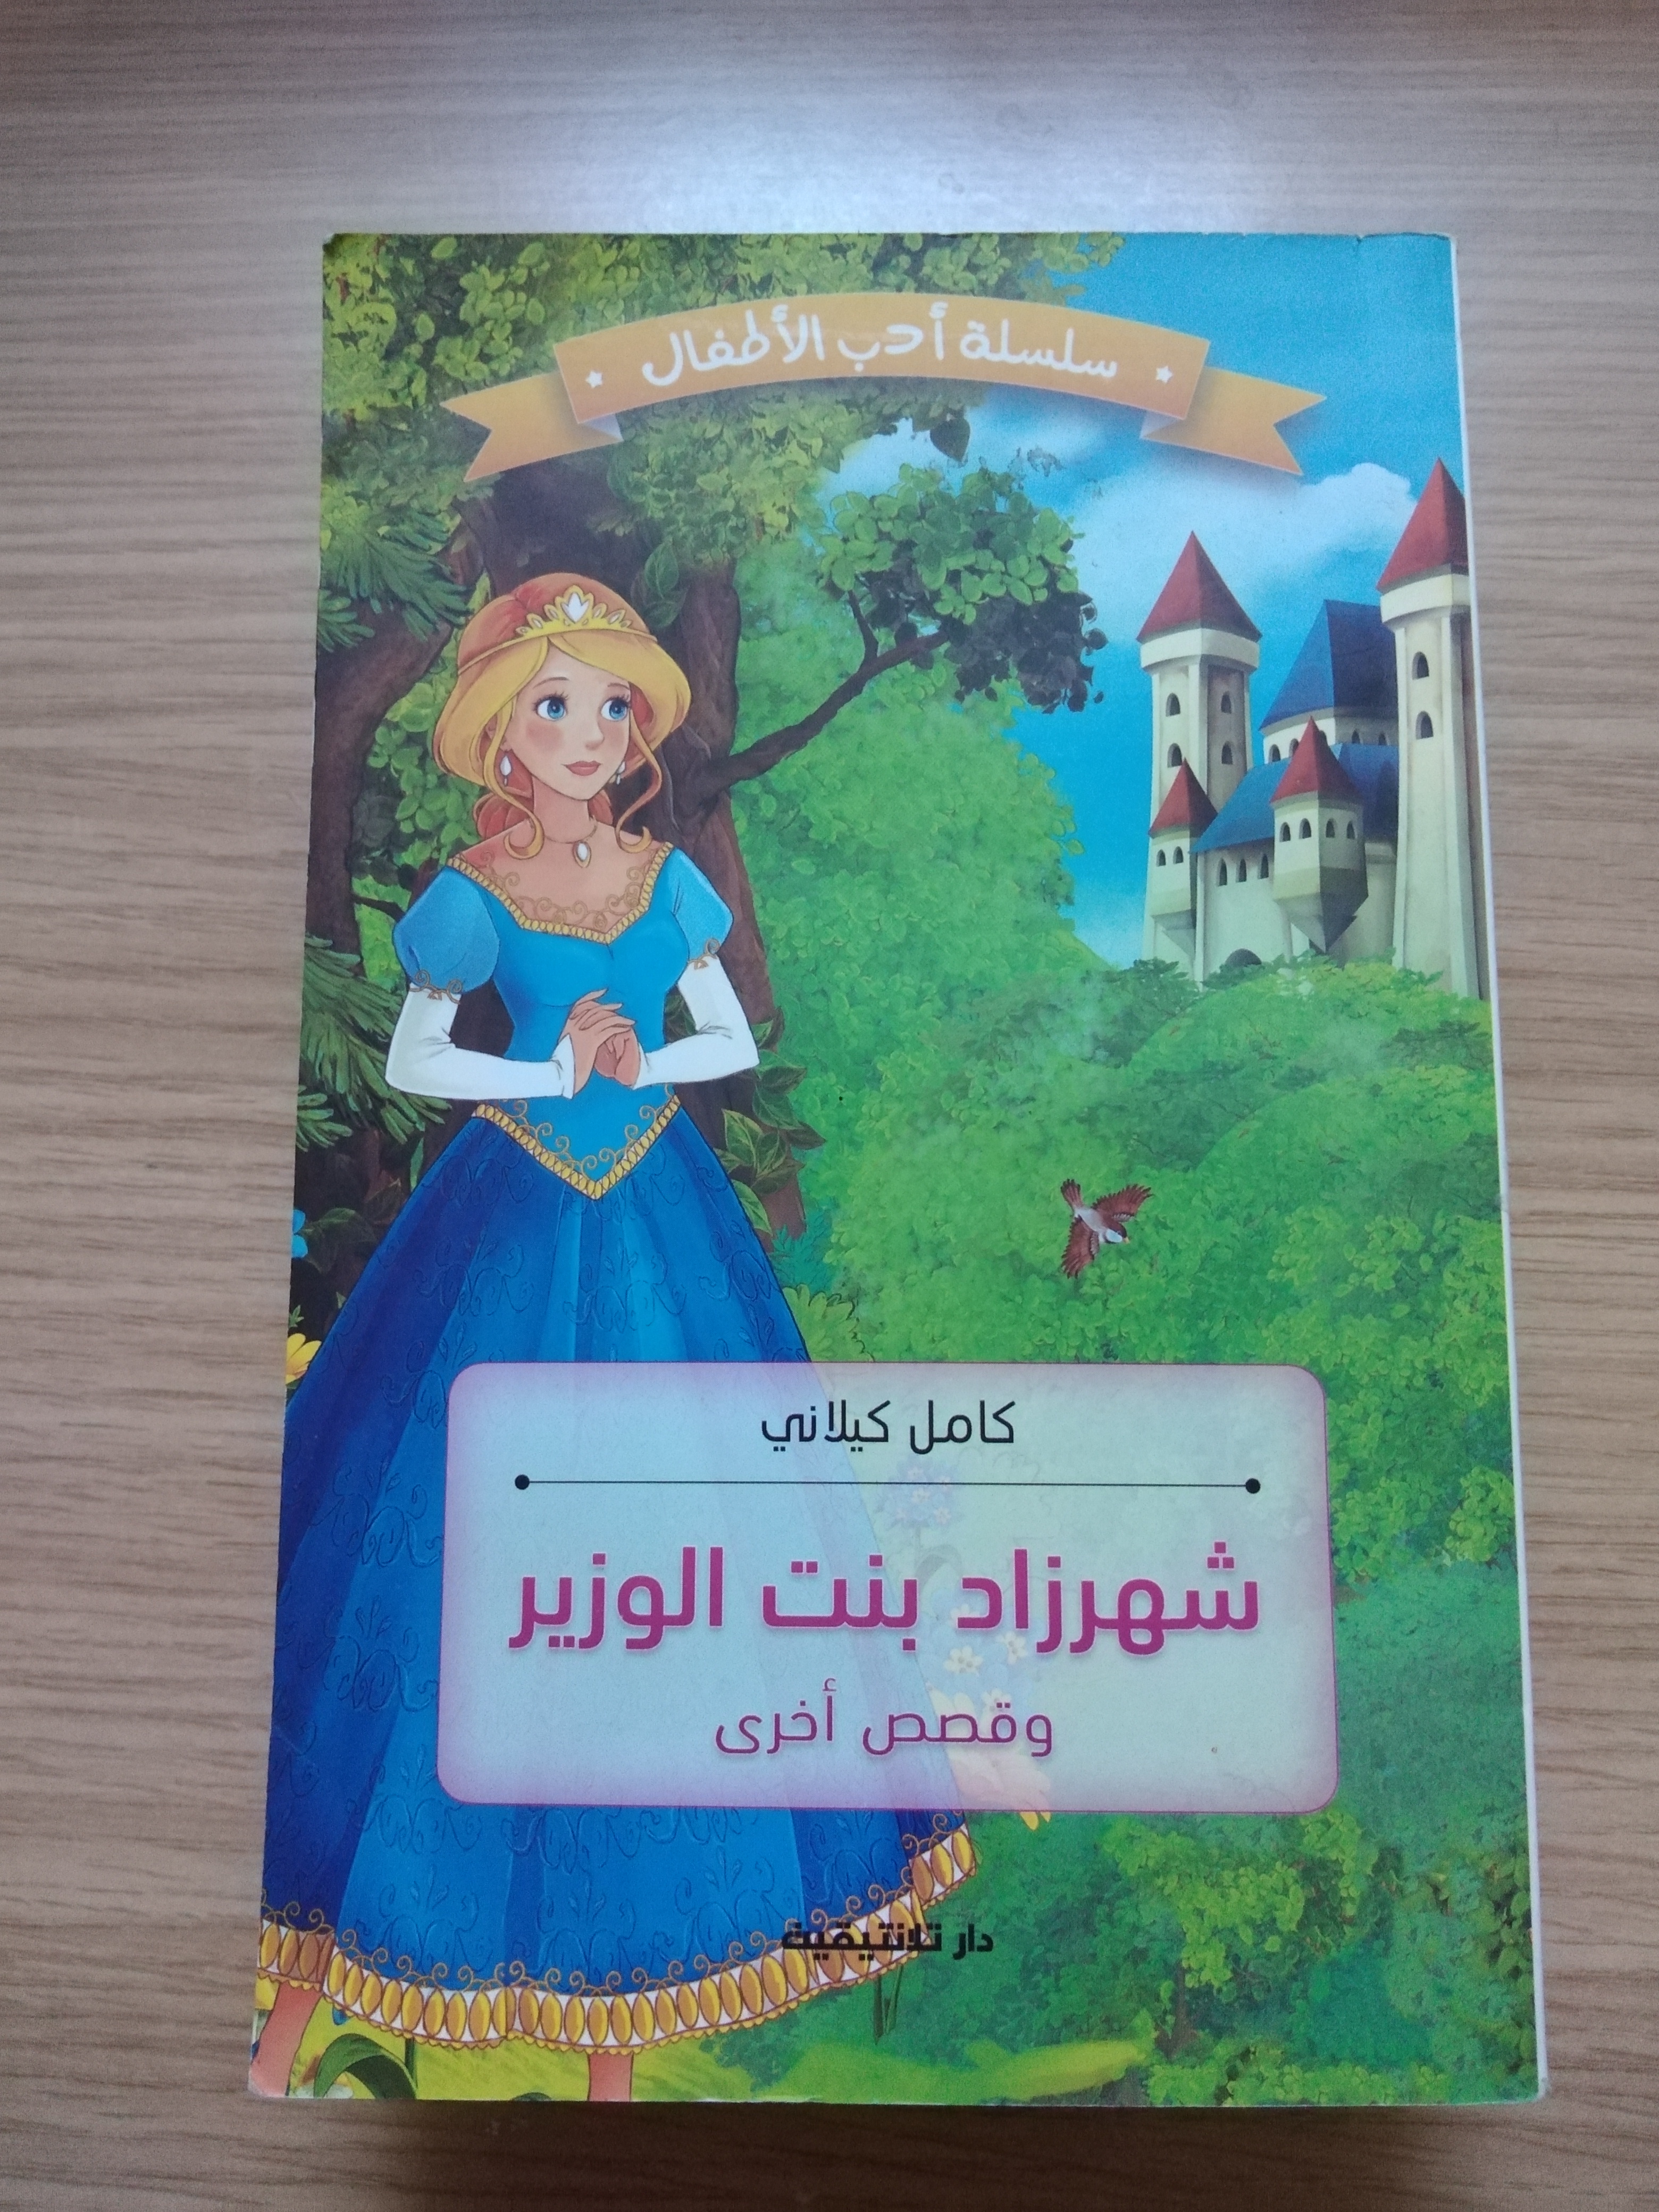 سلسلة أدب الأطفال
كامل كيلاني
شهرزاد بنت الوزير
وقصص أخرى
دار تلانتيقيت